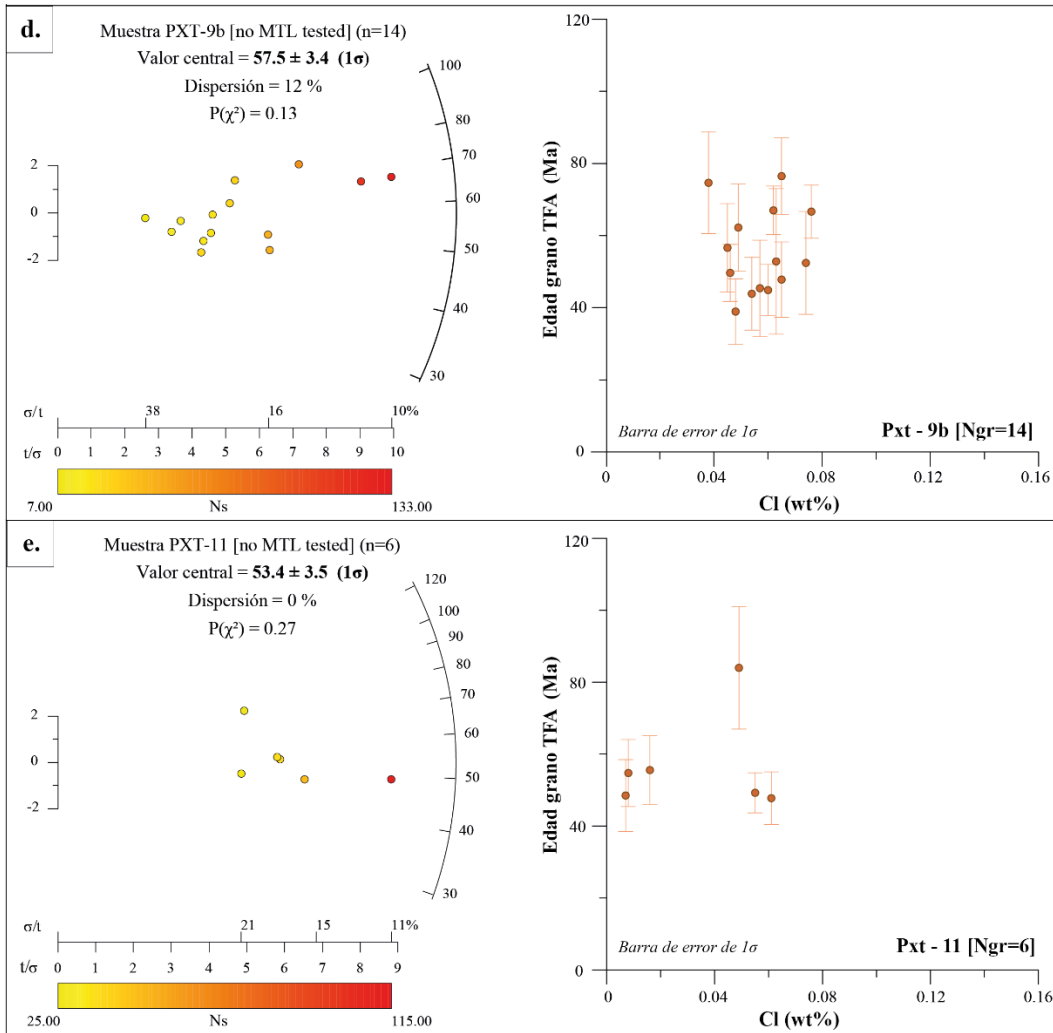 d.
Muestra PXT-9b [no MTL tested] (n=14)
Valor central = 57.5 ± 3.4 (1σ)
Dispersión = 12 %
P(χ²) = 0.13
100
80
70
60
50
40
30
2
0
-2
σ/t
38
16
10%
t/σ
0 1 2 3 4 5 6 7 8 9 10
7.00
Ns
133.00
Edad grano TFA (Ma)
120
80
40
0
Barra de error de 1σ
Pxt - 9b [Ngr=14]
0 0.04 0.08 0.12 0.16
Cl (wt%)
e.
Muestra PXT-11 [no MTL tested] (n=6)
Valor central = 53.4 ± 3.5 (1σ)
Dispersión = 0 %
P(χ²) = 0.27
120
100
90
80
70
60
50
40
30
2
0
-2
σ/t
21
15
11%
t/σ
0 1 2 3 4 5 6 7 8 9
25.00
Ns
115.00
Edad grano TFA (Ma)
120
80
40
0
Barra de error de 1σ
Pxt - 11 [Ngr=6]
0 0.04 0.08 0.12 0.16
Cl (wt%)